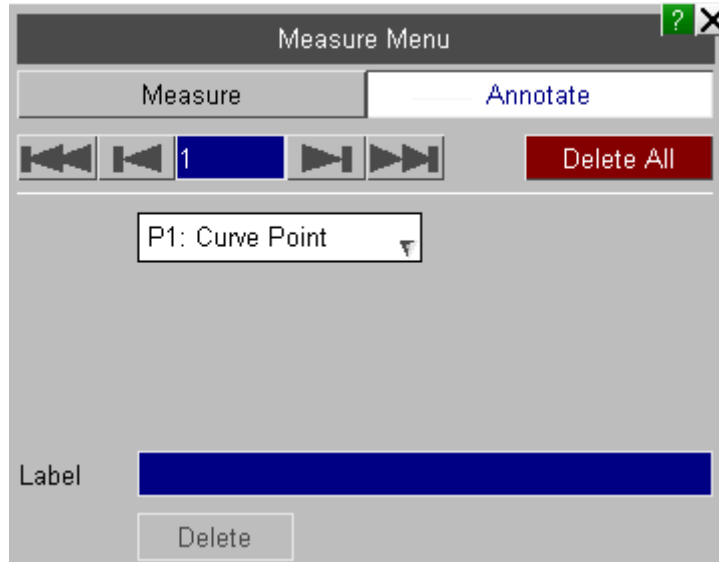 ? X
Measure Menu
Measure Annotate
1 Delete All
P1: Curve Point
Label
Delete